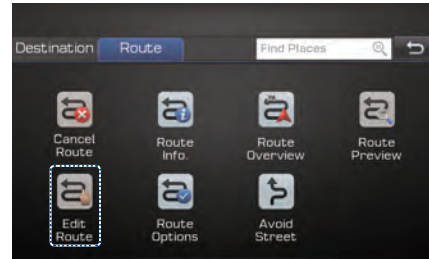 Destination
Route
Find Places
Cancel
Route
Route
Info.
Route
Overview
Route
Preview
Edit
Route
Route
Options
Avoid
Street